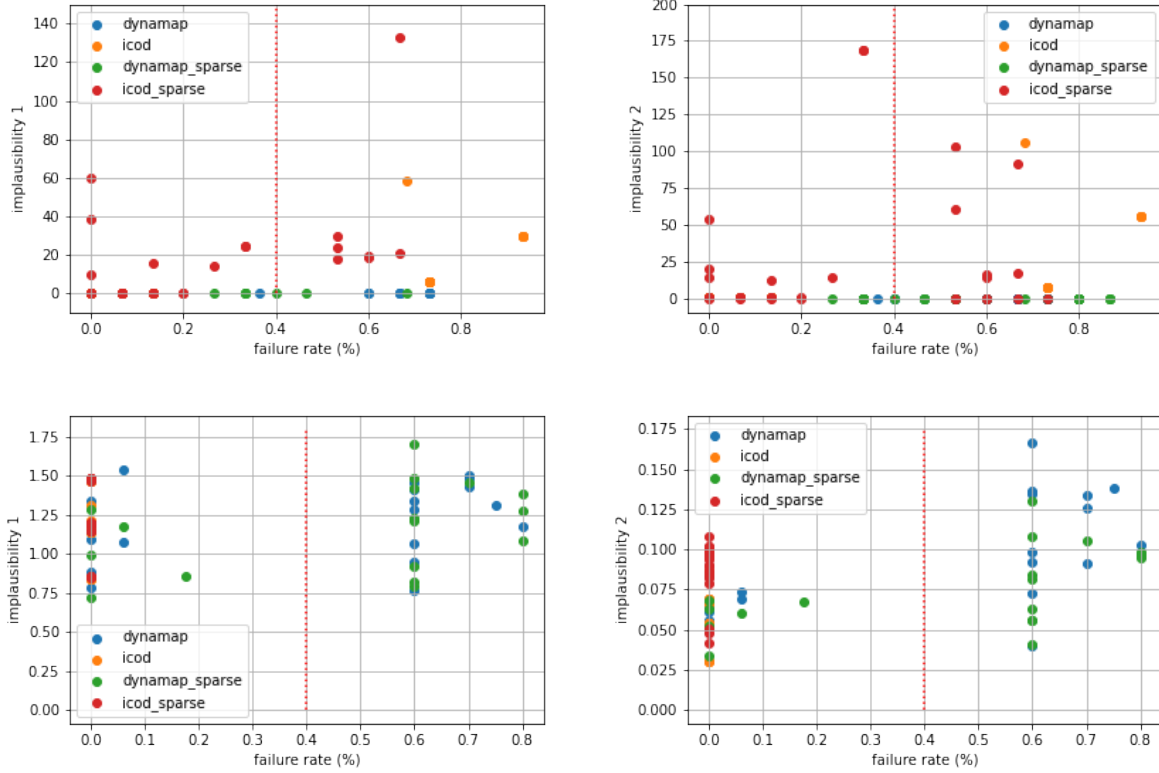 140
120
100
80
60
40
20
0
implausibility 1
dynamap
icod
dynamap_sparse
icod_sparse
0.0 0.2 0.4 0.6 0.8
failure rate (%)
200
175
150
125
100
75
50
25
0
implausibility 2
dynamap
icod
dynamap_sparse
icod_sparse
0.0 0.2 0.4 0.6 0.8
failure rate (%)
1.75
1.50
1.25
1.00
0.75
0.50
0.25
0.00
implausibility 1
dynamap
icod
dynamap_sparse
icod_sparse
0.0 0.1 0.2 0.3 0.4 0.5 0.6 0.7 0.8
failure rate (%)
0.175
0.150
0.125
0.100
0.075
0.050
0.025
0.000
implausibility 2
dynamap
icod
dynamap_sparse
icod_sparse
0.0 0.1 0.2 0.3 0.4 0.5 0.6 0.7 0.8
failure rate (%)